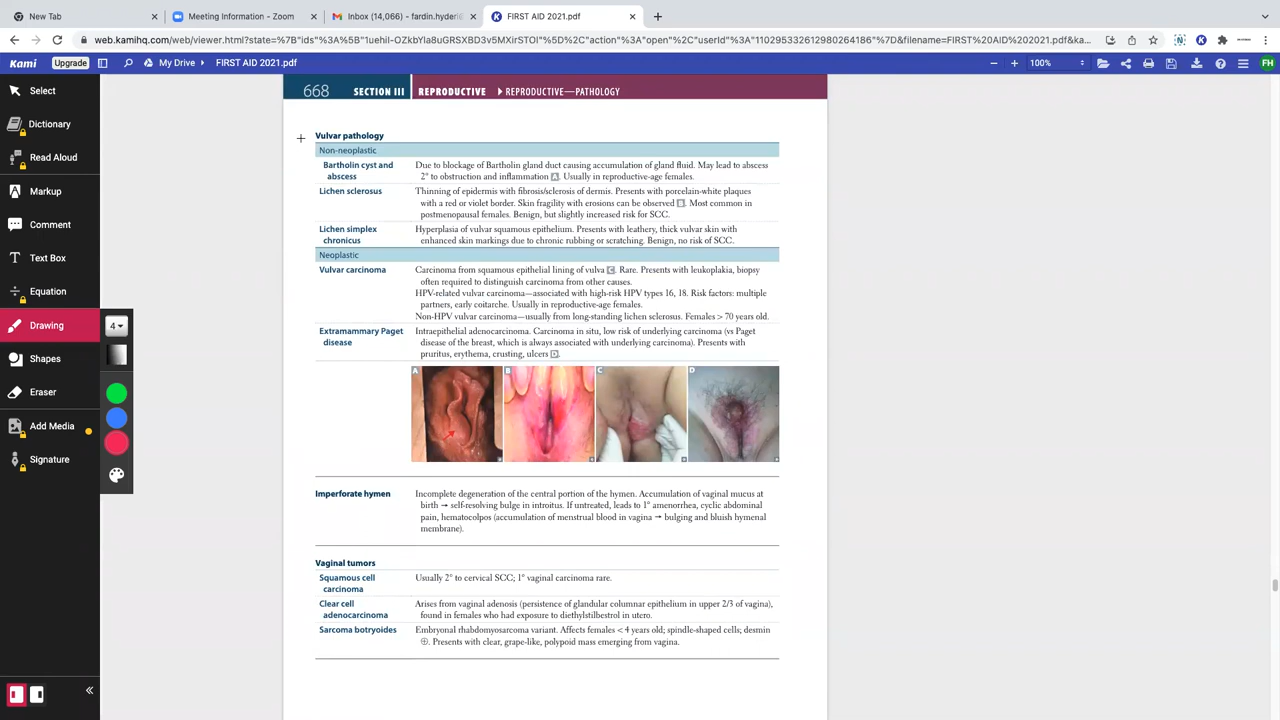 New Tab
Meeting Information - Zoom
Inbox (14,066) - fardin.hyderi@
FIRST AID 2021.pdf
Kami
Upgrade
My Drive
FIRST AID 2021.pdf
100%
FH
Select
Dictionary
Read Aloud
Markup
Comment
Text Box
Equation
Drawing
Shapes
Eraser
Add Media
Signature
4
668 SECTION III REPRODUCTIVE REPRODUCTIVE—PATHOLOGY
Vulvar pathology
Non-neoplastic
Bartholin cyst and
abscess
Due to blockage of Bartholin gland duct causing accumulation of gland fluid. May lead to abscess
2° to obstruction and inflammation A. Usually in reproductive-age females.
Lichen sclerosus
Thinning of epidermis with fibrosis/sclerosis of dermis. Presents with porcelain-white plaques
with a red or violet border. Skin fragility with erosions can be observed B. Most common in
postmenopausal females. Benign, but slightly increased risk for SCC.
Lichen simplex
chronicus
Hyperplasia of vulvar squamous epithelium. Presents with leathery, thick vulvar skin with
enhanced skin markings due to chronic rubbing or scratching. Benign, no risk of SCC.
Neoplastic
Vulvar carcinoma
Carcinoma from squamous epithelial lining of vulva C. Rare. Presents with leukoplakia, biopsy
often required to distinguish carcinoma from other causes.
HPV-related vulvar carcinoma—associated with high-risk HPV types 16, 18. Risk factors: multiple
partners, early coitarche. Usually in reproductive-age females.
Non-HPV vulvar carcinoma—usually from long-standing lichen sclerosus. Females > 70 years old.
Extramammary Paget
disease
Intraepithelial adenocarcinoma. Carcinoma in situ, low risk of underlying carcinoma (vs Paget
disease of the breast, which is always associated with underlying carcinoma). Presents with
pruritus, erythema, crusting, ulcers D.
A B C D
Imperforate hymen
Incomplete degeneration of the central portion of the hymen. Accumulation of vaginal mucus at
birth → self-resolving bulge in introitus. If untreated, leads to 1° amenorrhea, cyclic abdominal
pain, hematocolpos (accumulation of menstrual blood in vagina → bulging and bluish hymenal
membrane).
Vaginal tumors
Squamous cell
carcinoma
Usually 2° to cervical SCC; 1° vaginal carcinoma rare.
Clear cell
adenocarcinoma
Arises from vaginal adenosis (persistence of glandular columnar epithelium in upper 2/3 of vagina),
found in females who had exposure to diethylstilbestrol in utero.
Sarcoma botryoides
Embryonal rhabdomyosarcoma variant. Affects females < 4 years old; spindle-shaped cells; desmin
⊕. Presents with clear, grape-like, polypoid mass emerging from vagina.